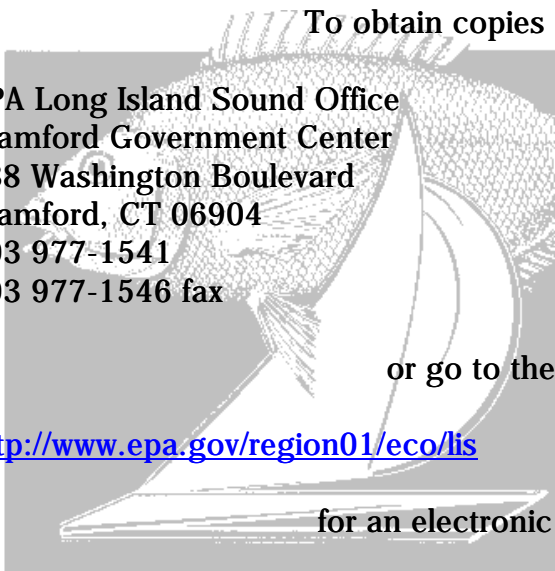 To obtain copies
PA Long Island Sound Office
amford Government Center
88 Washington Boulevard
amford, CT 06904
03 977-1541
03 977-1546 fax
or go to the
tp://www.epa.gov/region01/eco/lis
for an electronic